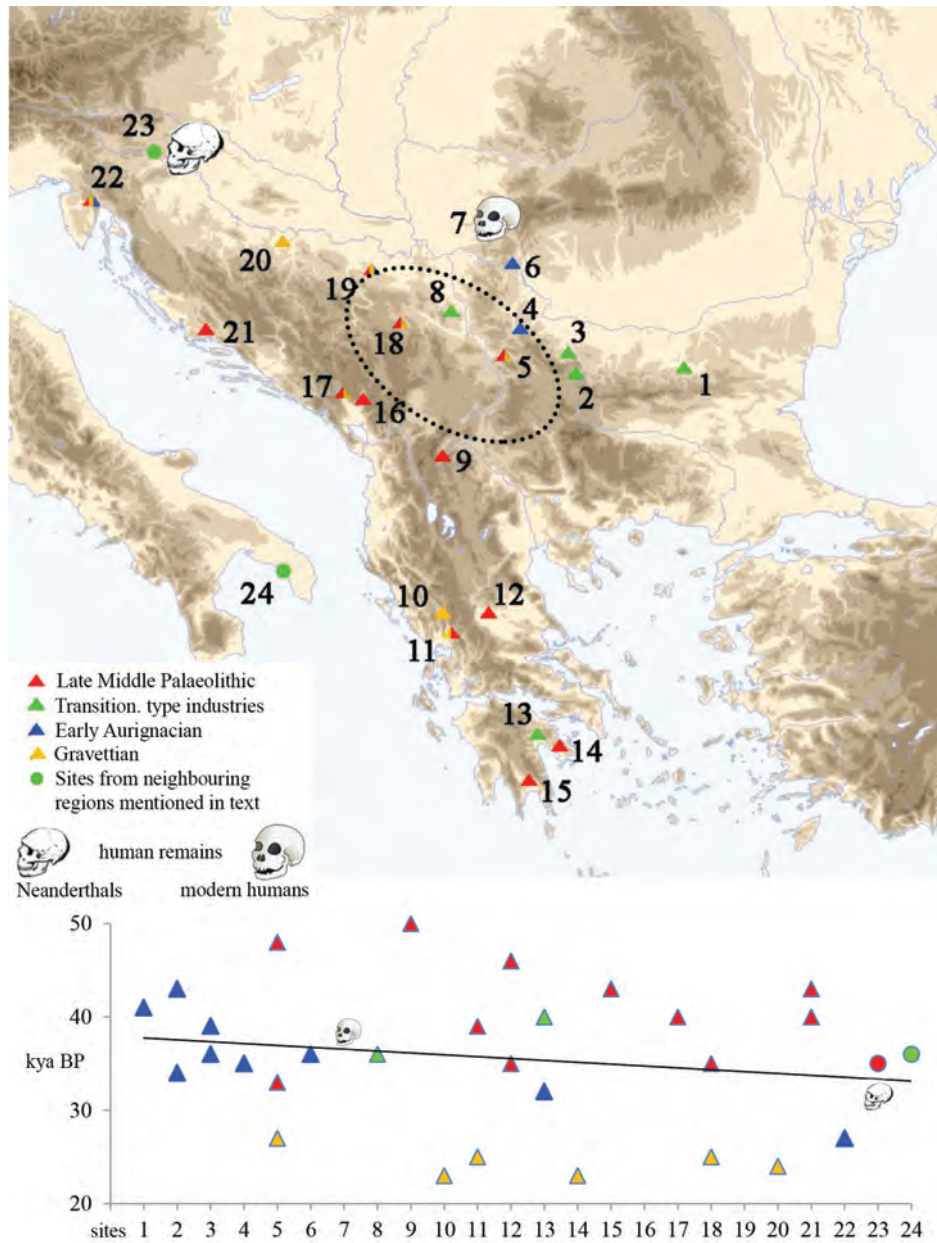 23
22
7
20
6
19
8
4
3
21
18
5
1
2
17
16
9
24
10
12
11
13
14
15
Late Middle Palaeolithic
Transition. type industries
Early Aurignacian
Gravettian
Sites from neighbouring
regions mentioned in text
human remains
Neanderthals
modern humans
50
40
kya BP
30
20
sites 1 2 3 4 5 6 7 8 9 10 11 12 13 14 15 16 17 18 19 20 21 22 23 24